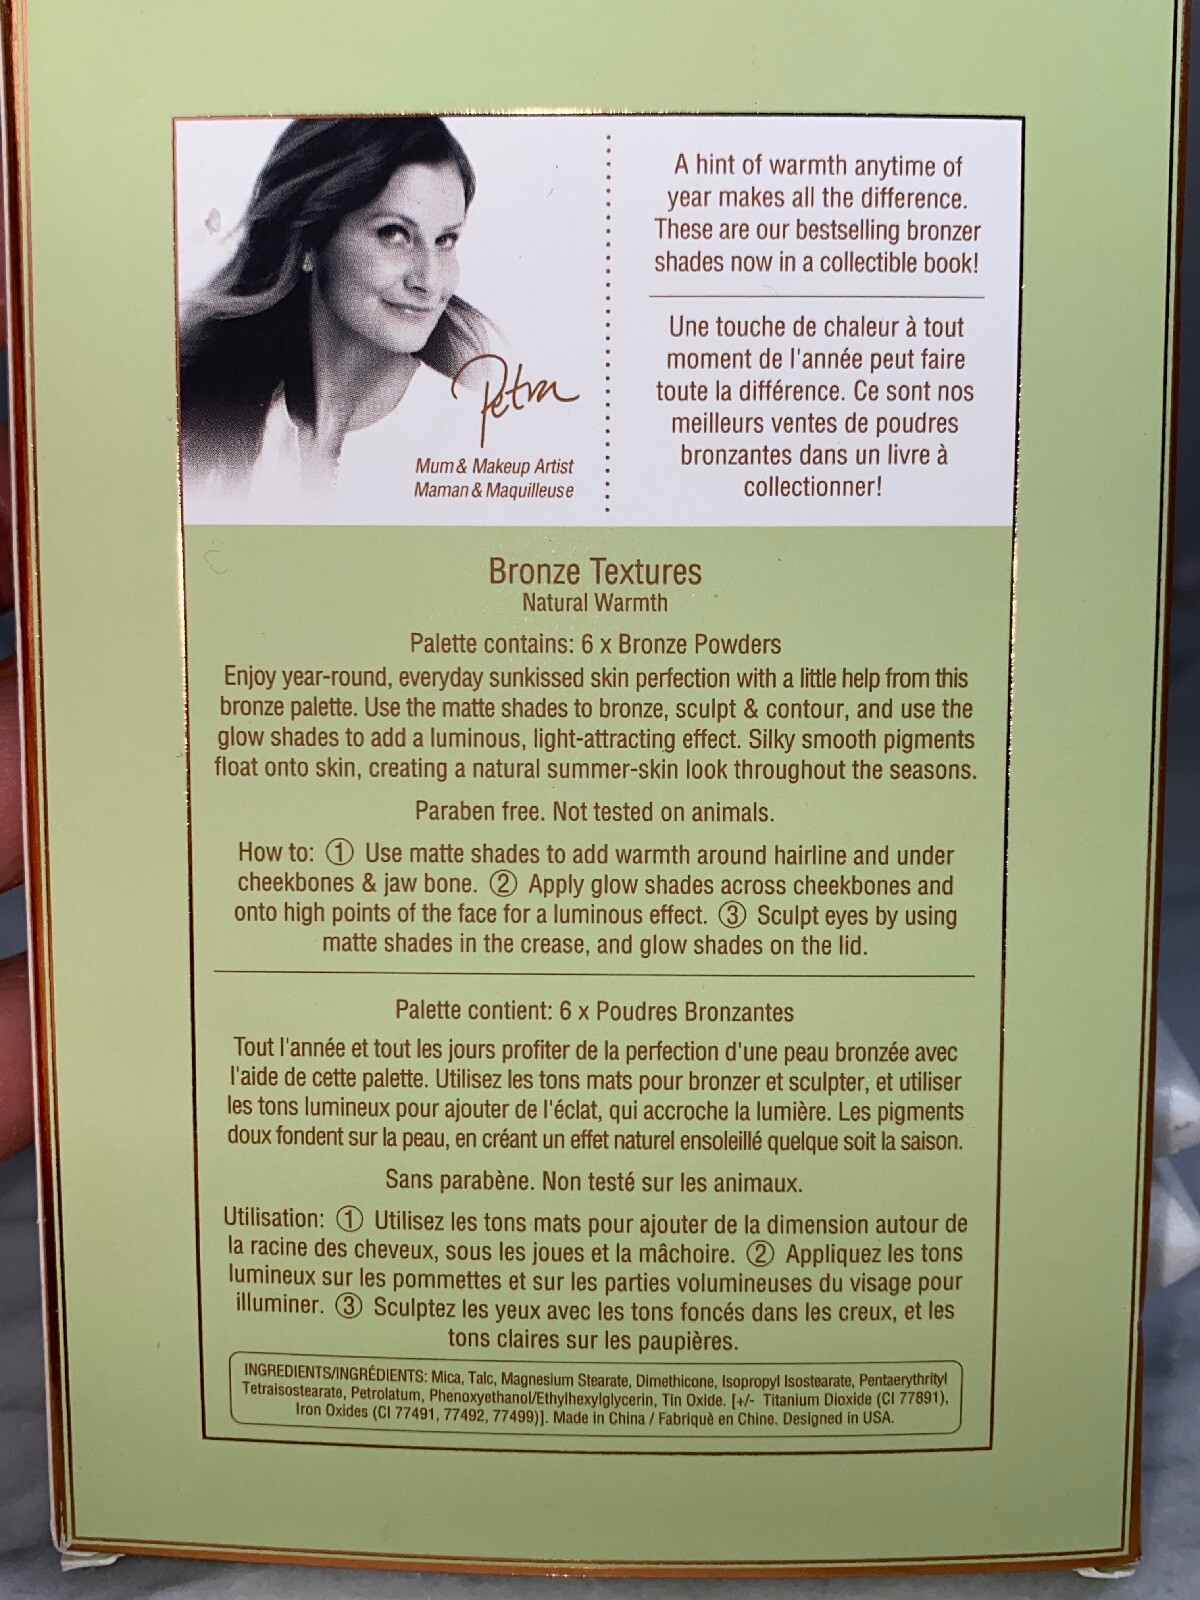 Petra
Mum & Makeup Artist
Maman & Maquilleuse
A hint of warmth anytime of
year makes all the difference.
These are our bestselling bronzer
shades now in a collectible book!
Une touche de chaleur à tout
moment de l'année peut faire
toute la différence. Ce sont nos
meilleurs ventes de poudres
bronzantes dans un livre à
collectionner!
Bronze Textures
Natural Warmth
Palette contains: 6 x Bronze Powders
Enjoy year-round, everyday sunkissed skin perfection with a little help from this
bronze palette. Use the matte shades to bronze, sculpt & contour, and use the
glow shades to add a luminous, light-attracting effect. Silky smooth pigments
float onto skin, creating a natural summer-skin look throughout the seasons.
Paraben free. Not tested on animals.
How to: ① Use matte shades to add warmth around hairline and under
cheekbones & jaw bone. ② Apply glow shades across cheekbones and
onto high points of the face for a luminous effect. ③ Sculpt eyes by using
matte shades in the crease, and glow shades on the lid.
Palette contient: 6 x Poudres Bronzantes
Tout l'année et tout les jours profiter de la perfection d'une peau bronzée avec
l'aide de cette palette. Utilisez les tons mats pour bronzer et sculpter, et utiliser
les tons lumineux pour ajouter de l'éclat, qui accroche la lumière. Les pigments
doux fondent sur la peau, en créant un effet naturel ensoleillé quelque soit la saison.
Sans parabène. Non testé sur les animaux.
Utilisation: ① Utilisez les tons mats pour ajouter de la dimension autour de
la racine des cheveux, sous les joues et la mâchoire. ② Appliquez les tons
lumineux sur les pommettes et sur les parties volumineuses du visage pour
illuminer. ③ Sculptez les yeux avec les tons foncés dans les creux, et les
tons claires sur les paupières.
INGREDIENTS/INGRÉDIENTS: Mica, Talc, Magnesium Stearate, Dimethicone, Isopropyl Isostearate, Pentaerythrityl
Tetraisostearate, Petrolatum, Phenoxyethanol/Ethylhexylglycerin, Tin Oxide. [+/- Titanium Dioxide (CI 77891),
Iron Oxides (CI 77491, 77492, 77499)]. Made in China / Fabriquè en Chine. Designed in USA.